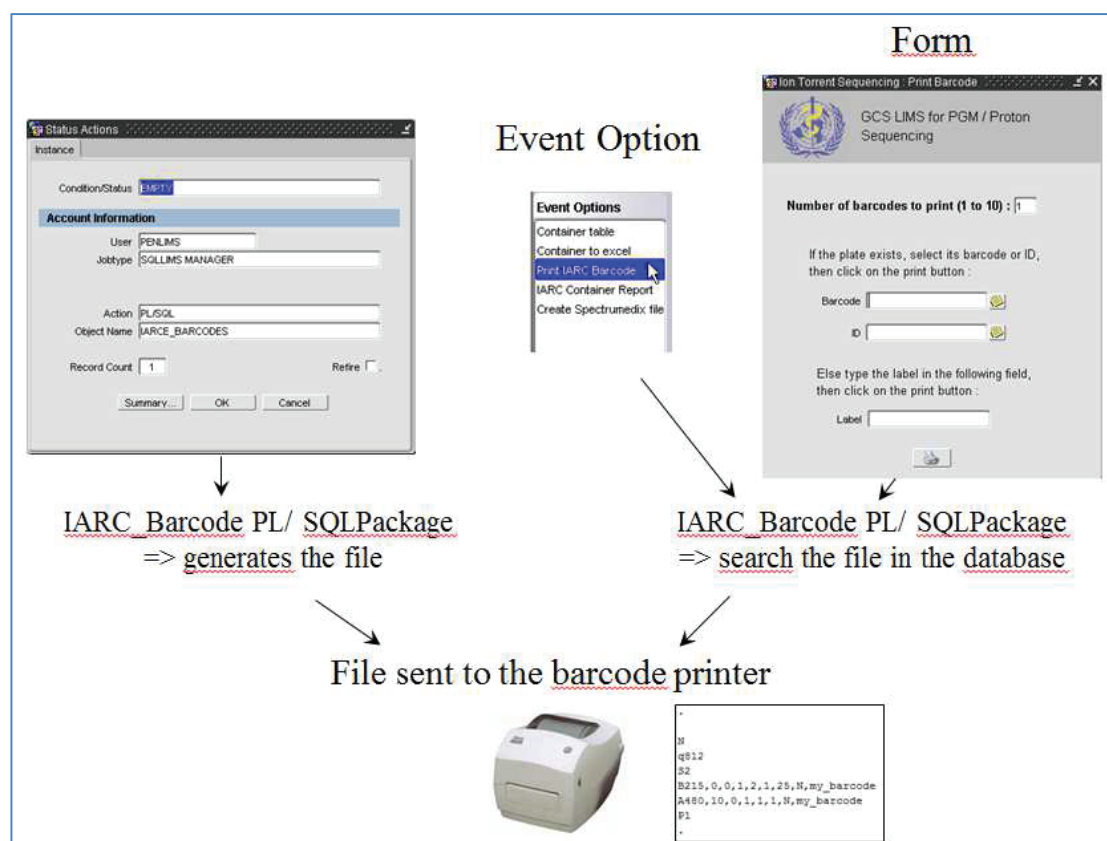 Form
Ion Torrent Sequencing : Print Barcode
GCS LIMS for PGM / Proton
Sequencing
Number of barcodes to print (1 to 10) : 1
If the plate exists, select its barcode or ID,
then click on the print button :
Barcode
ID
Else type the label in the following field,
then click on the print button :
Label
Status Actions
Instance
Condition/Status EMPTY
Account Information
User PENLIMS
Jobtype SQLLIMS MANAGER
Action PL/SQL
Object Name IARCE_BARCODES
Record Count 1
Retire
Summary... OK Cancel
Event Option
Event Options
Container table
Container to excel
Print IARC Barcode
IARC Container Report
Create Spectrumedix file
IARC_Barcode PL/ SQLPackage
=> generates the file
IARC_Barcode PL/ SQLPackage
=> search the file in the database
File sent to the barcode printer
N
q812
S2
B215,0,0,1,2,1,25,N,my_barcode
A480,10,0,1,1,1,N,my_barcode
P1